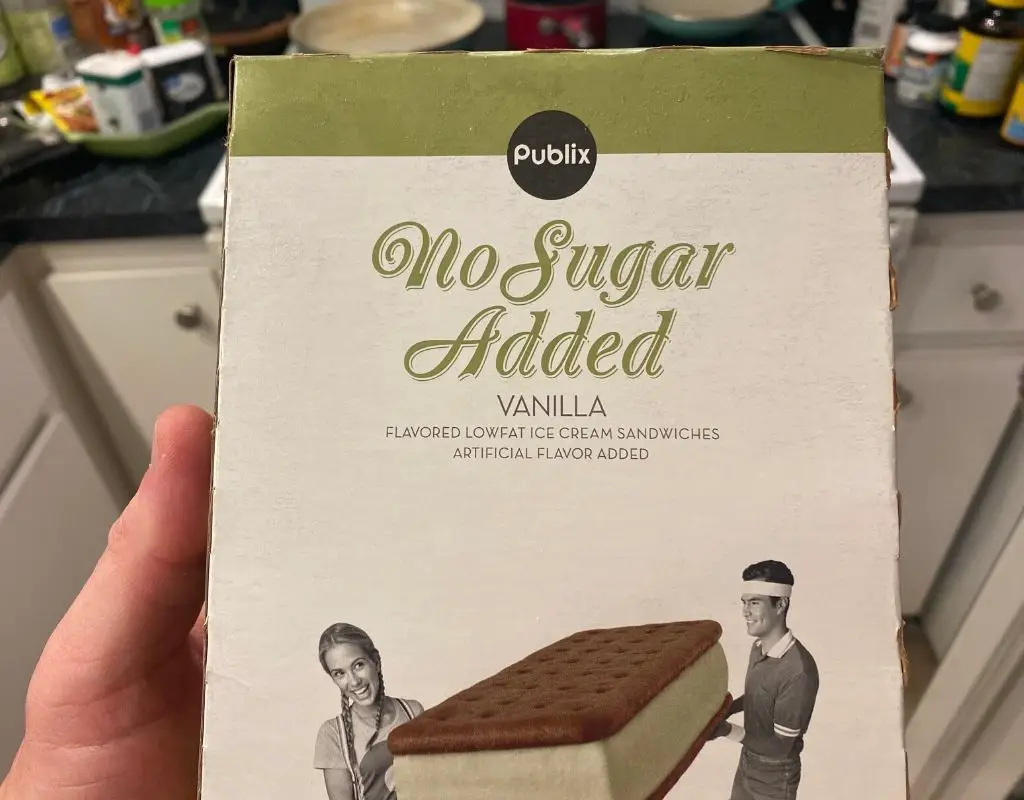 Publix
No Sugar
Added
VANILLA
FLAVORED LOWFAT ICE CREAM SANDWICHES
ARTIFICIAL FLAVOR ADDED